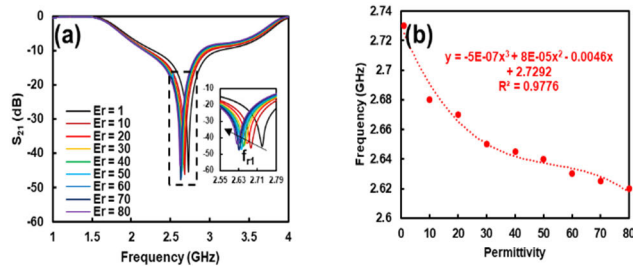 (a)
0
-10
-20
-30
-40
-50
-60
S21 (dB)
Er = 1
Er = 10
Er = 20
Er = 30
Er = 40
Er = 50
Er = 60
Er = 70
Er = 80
-10
-20
-30
-40
-50
-60
fr1
2.55 2.63 2.71 2.79
1 1.5 2 2.5 3 3.5 4
Frequency (GHz)
(b)
2.74
2.72
2.7
2.68
2.66
2.64
2.62
2.6
Frequency (GHz)
y = -5E-07x³ + 8E-05x² - 0.0046x
+ 2.7292
R² = 0.9776
0 10 20 30 40 50 60 70 80
Permittivity